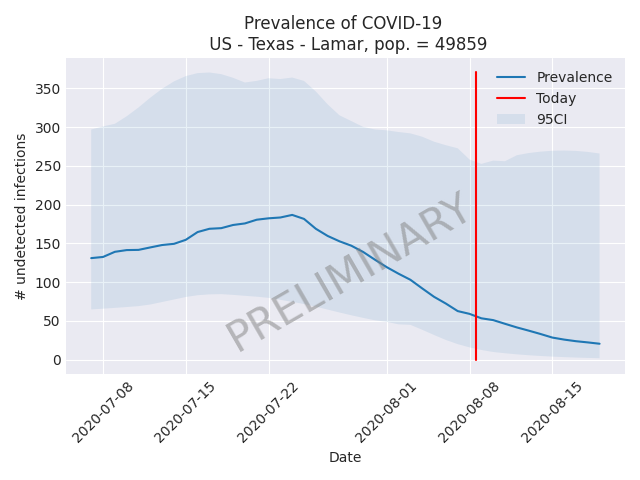 Prevalence of COVID-19
US - Texas - Lamar, pop. = 49859
# undetected infections
350
300
250
200
150
100
50
0
Prevalence
Today
95CI
PRELIMINARY
2020-07-08
2020-07-15
2020-07-22
2020-08-01
2020-08-08
2020-08-15
Date